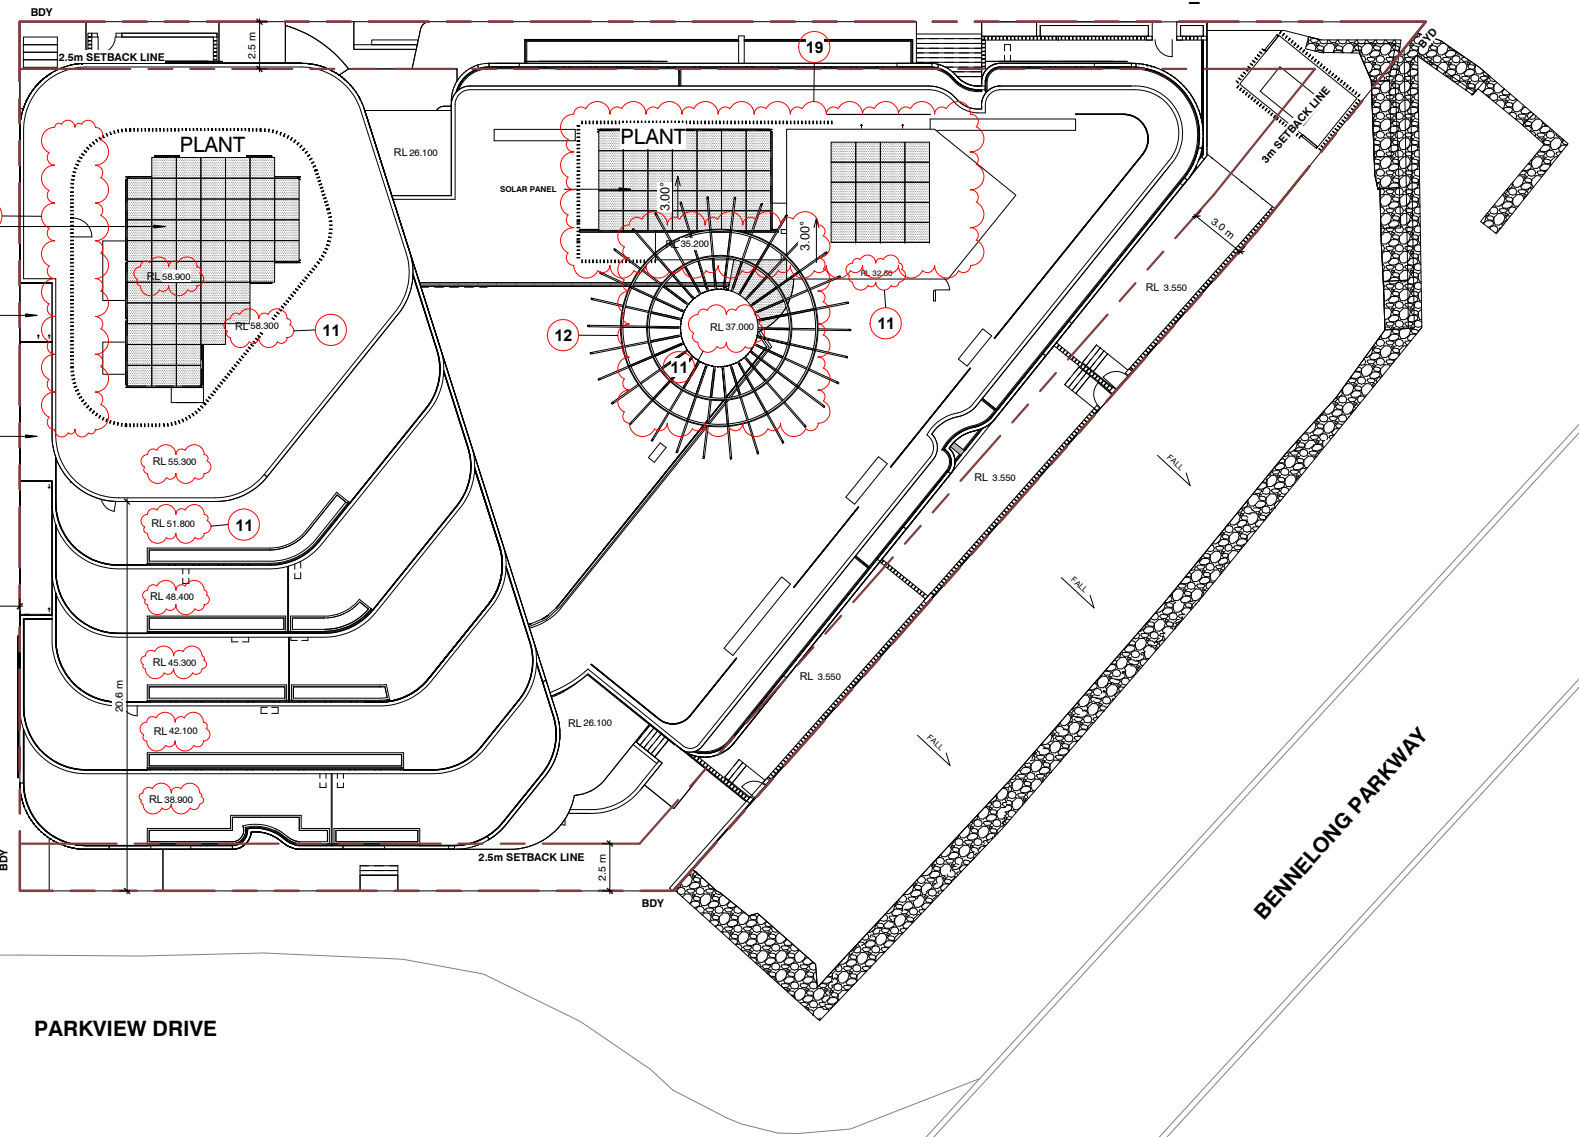 BDY
2.5m SETBACK LINE
2.5 m
19
BYD
3m SETBACK LINE
PLANT
PLANT
RL 26.100
SOLAR PANEL
3.00°
3.00°
3.0 m
RL 35.200
RL 58.900
RL 32.50
RL 3.550
RL 58.300
11
12
RL 37.000
11
11
RL 55.300
FALL
RL 3.550
RL 51.800
11
RL 48.400
FALL
RL 45.300
RL 3.550
20.6 m
RL 42.100
RL 26.100
FALL
RL 38.900
BENNELONG PARKWAY
BDY
2.5m SETBACK LINE
2.5 m
BDY
PARKVIEW DRIVE